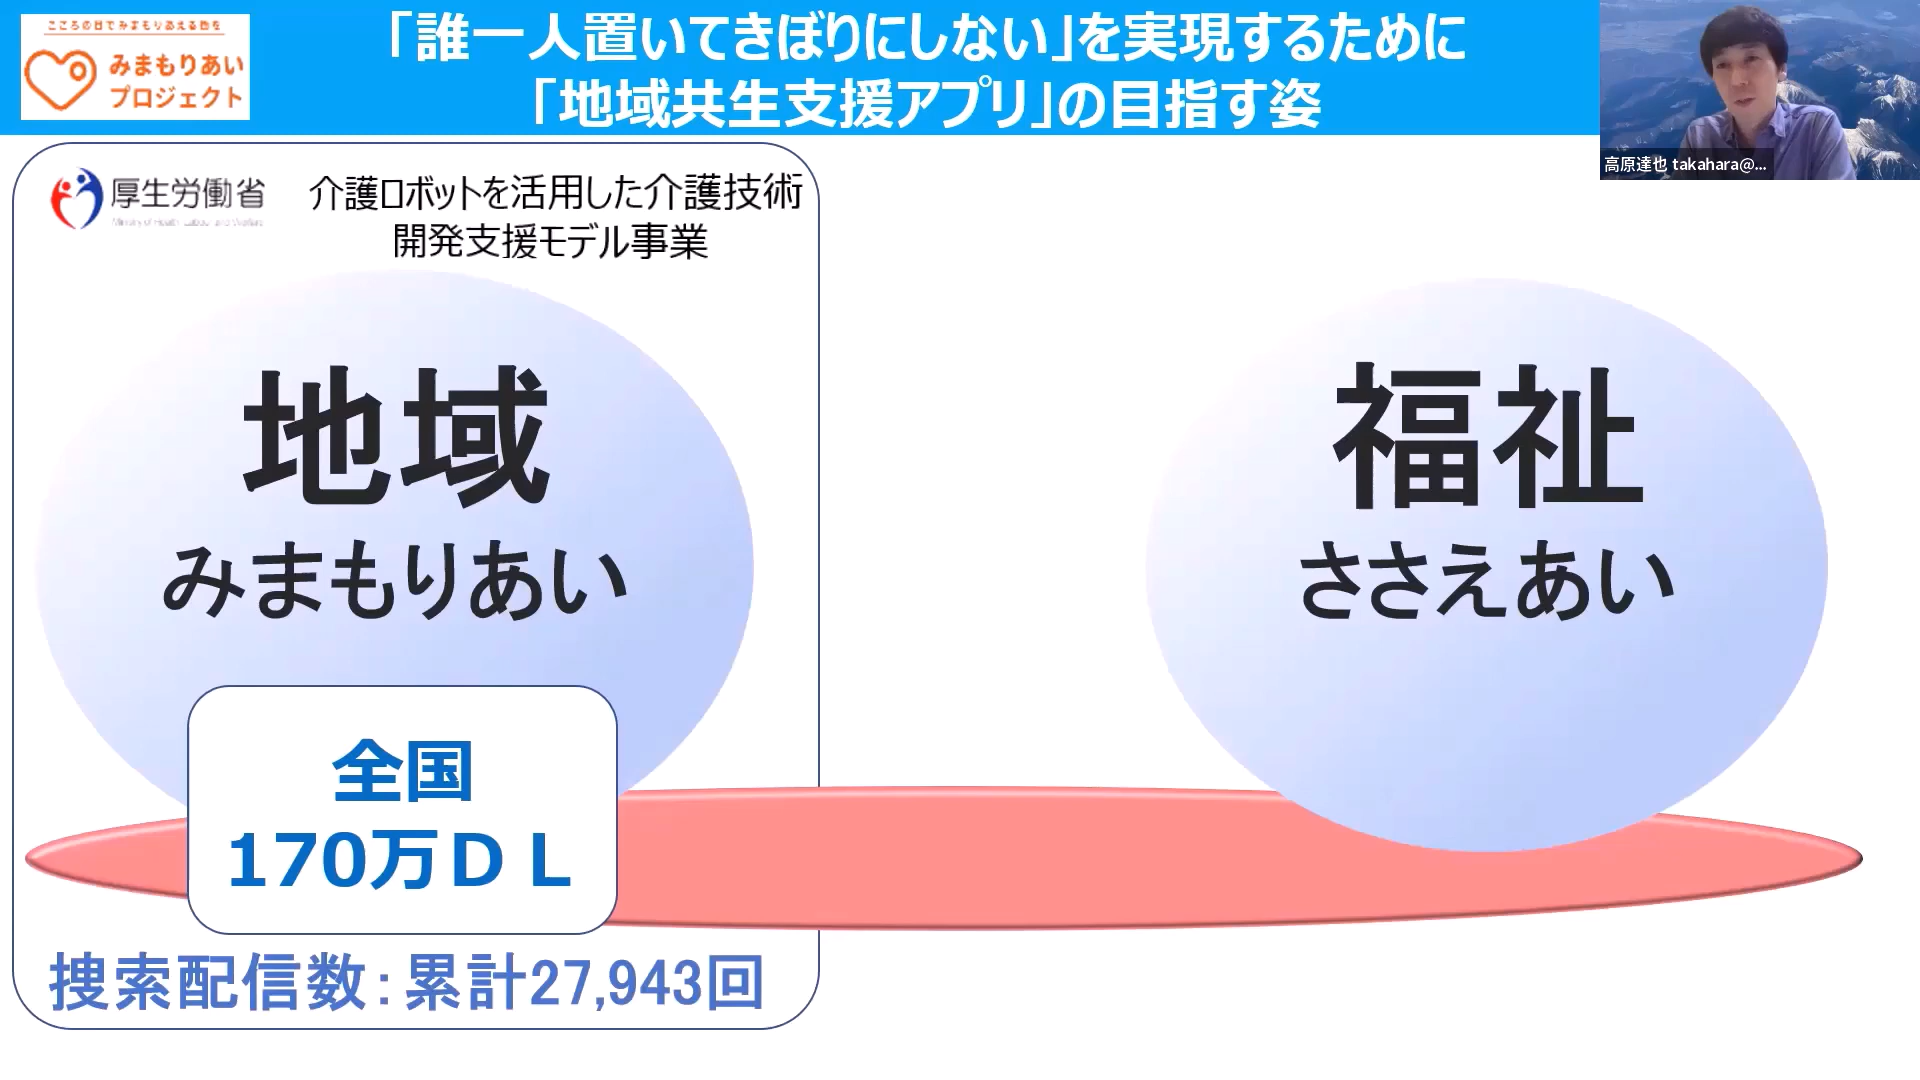 こころの目でみまもりあえる街を
みまもりあい
プロジェクト
「誰一人置いてきぼりにしない」を実現するために
「地域共生支援アプリ」の目指す姿
高原達也 takahara@...
厚生労働省
Ministry of Health, Labour and Welfare
介護ロボットを活用した介護技術
開発支援モデル事業
地域
みまもりあい
福祉
ささえあい
全国
170万ＤＬ
捜索配信数：累計27,943回